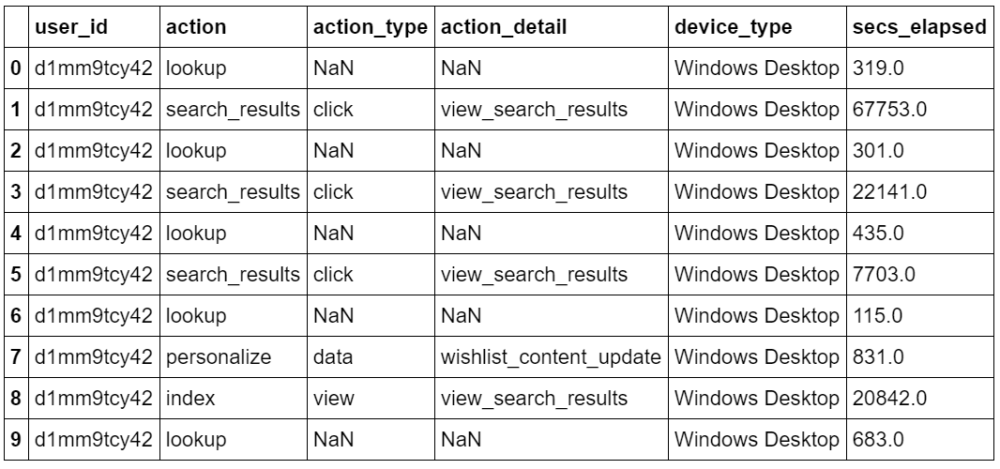 user_id action action_type action_detail device_type secs_elapsed
0 d1mm9tcy42 lookup NaN NaN Windows Desktop 319.0
1 d1mm9tcy42 search_results click view_search_results Windows Desktop 67753.0
2 d1mm9tcy42 lookup NaN NaN Windows Desktop 301.0
3 d1mm9tcy42 search_results click view_search_results Windows Desktop 22141.0
4 d1mm9tcy42 lookup NaN NaN Windows Desktop 435.0
5 d1mm9tcy42 search_results click view_search_results Windows Desktop 7703.0
6 d1mm9tcy42 lookup NaN NaN Windows Desktop 115.0
7 d1mm9tcy42 personalize data wishlist_content_update Windows Desktop 831.0
8 d1mm9tcy42 index view view_search_results Windows Desktop 20842.0
9 d1mm9tcy42 lookup NaN NaN Windows Desktop 683.0